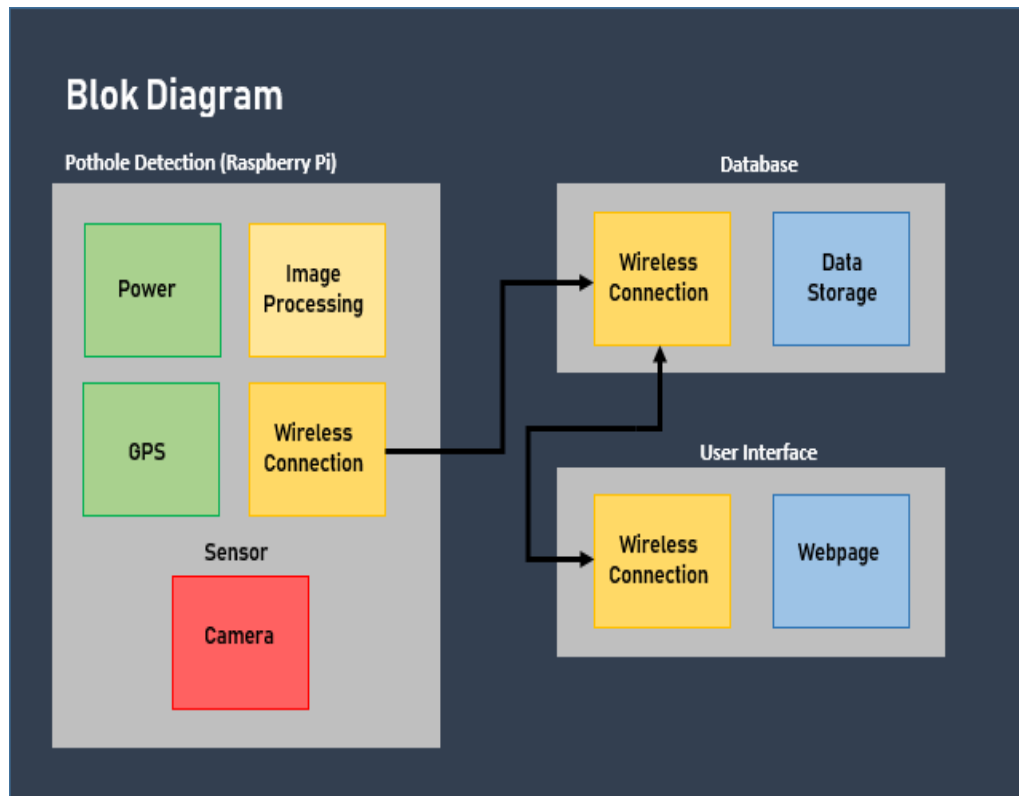 Blok Diagram
Pothole Detection (Raspberry Pi)
Power
Image
Processing
GPS
Wireless
Connection
Sensor
Camera
Database
Wireless
Connection
Data
Storage
User Interface
Wireless
Connection
Webpage